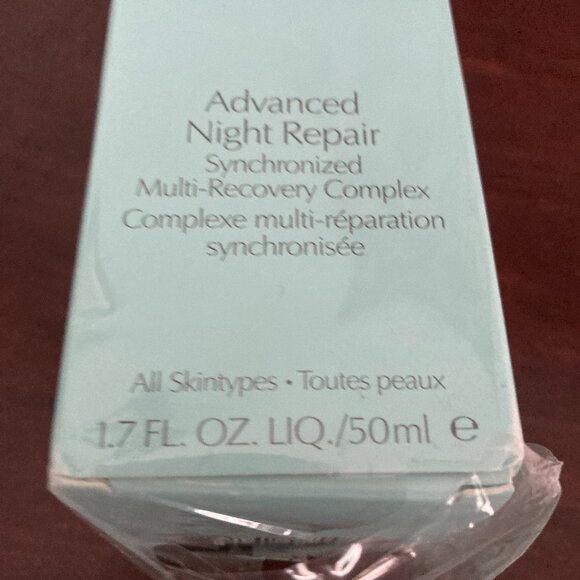 Advanced
Night Repair
Synchronized
Multi-Recovery Complex
Complexe multi-réparation
synchronisée
All Skintypes • Toutes peaux
1.7 FL. OZ. LIQ./50ml ℮